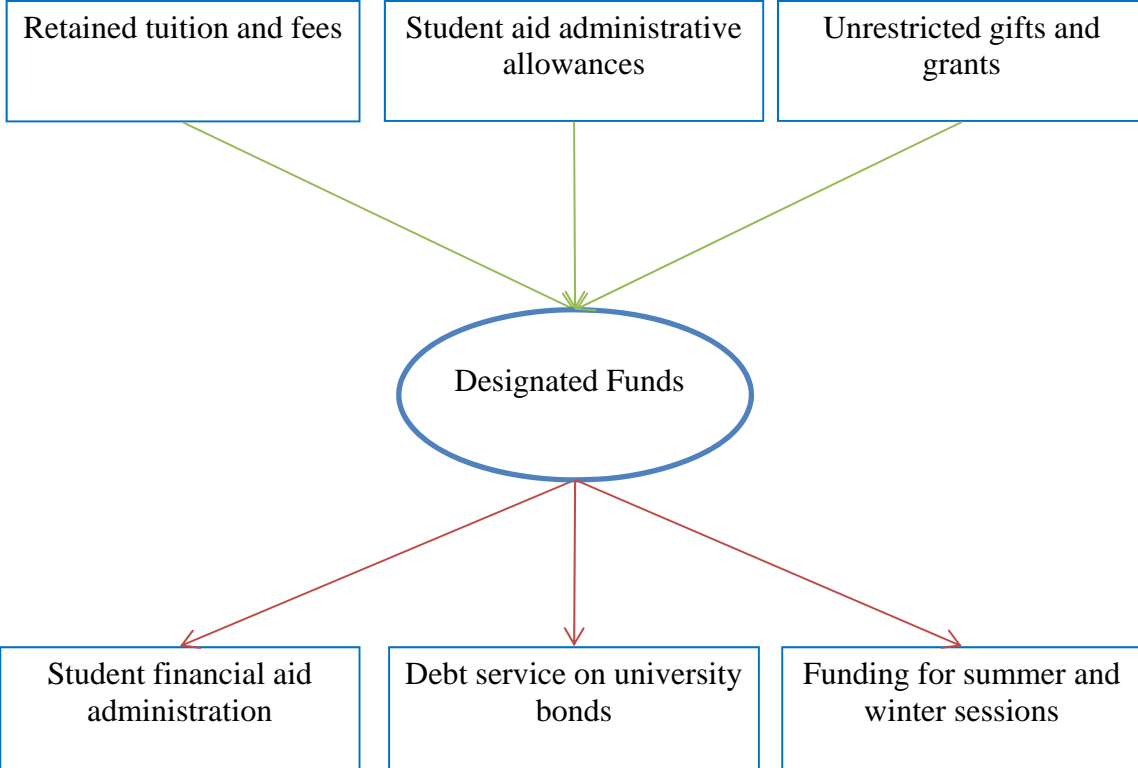 Retained tuition and fees
Student aid administrative
allowances
Unrestricted gifts and
grants
Designated Funds
Student financial aid
administration
Debt service on university
bonds
Funding for summer and
winter sessions